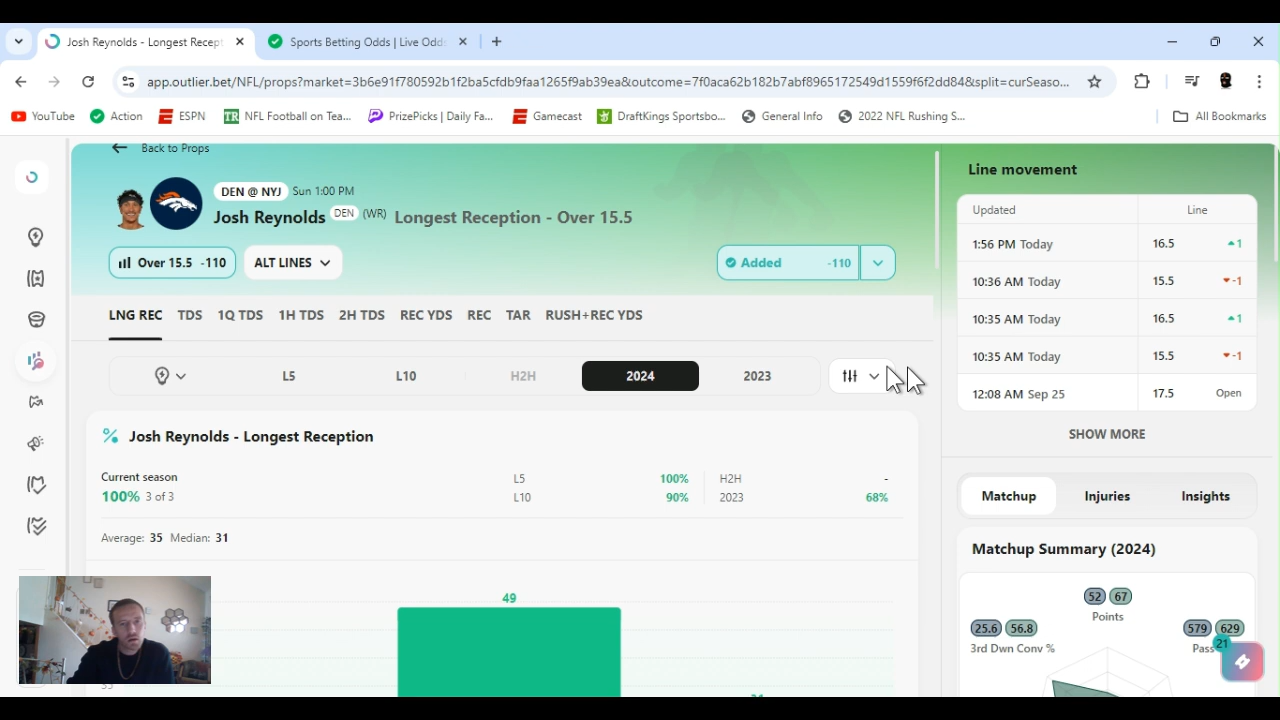 Josh Reynolds - Longest Recept
Sports Betting Odds | Live Odd
app.outlier.bet/NFL/props?market=3b6e91f780592b1f2ba5cfdb9faa1265f9ab39ea&outcome=7f0aca62b182b7abf8965172549d1559f6f2dd84&split=curSeaso...
YouTube Action ESPN NFL Football on Tea... PrizePicks | Daily Fa... Gamecast DraftKings Sportsbo... General Info 2022 NFL Rushing S... All Bookmarks
Back to Props
DEN @ NYJ Sun 1:00 PM
Josh Reynolds DEN (WR) Longest Reception - Over 15.5
Over 15.5 -110 ALT LINES Added -110
LNG REC TDS 1Q TDS 1H TDS 2H TDS REC YDS REC TAR RUSH+REC YDS
L5 L10 H2H 2024 2023
Josh Reynolds - Longest Reception
Current season
100% 3 of 3
L5 100% H2H -
L10 90% 2023 68%
Average: 35 Median: 31
49
Line movement
Updated Line
1:56 PM Today 16.5 1
10:36 AM Today 15.5 -1
10:35 AM Today 16.5 1
10:35 AM Today 15.5 -1
12:08 AM Sep 25 17.5 Open
SHOW MORE
Matchup Injuries Insights
Matchup Summary (2024)
52 67
Points
25.6 56.8
3rd Dwn Conv %
579 629
Pass
21